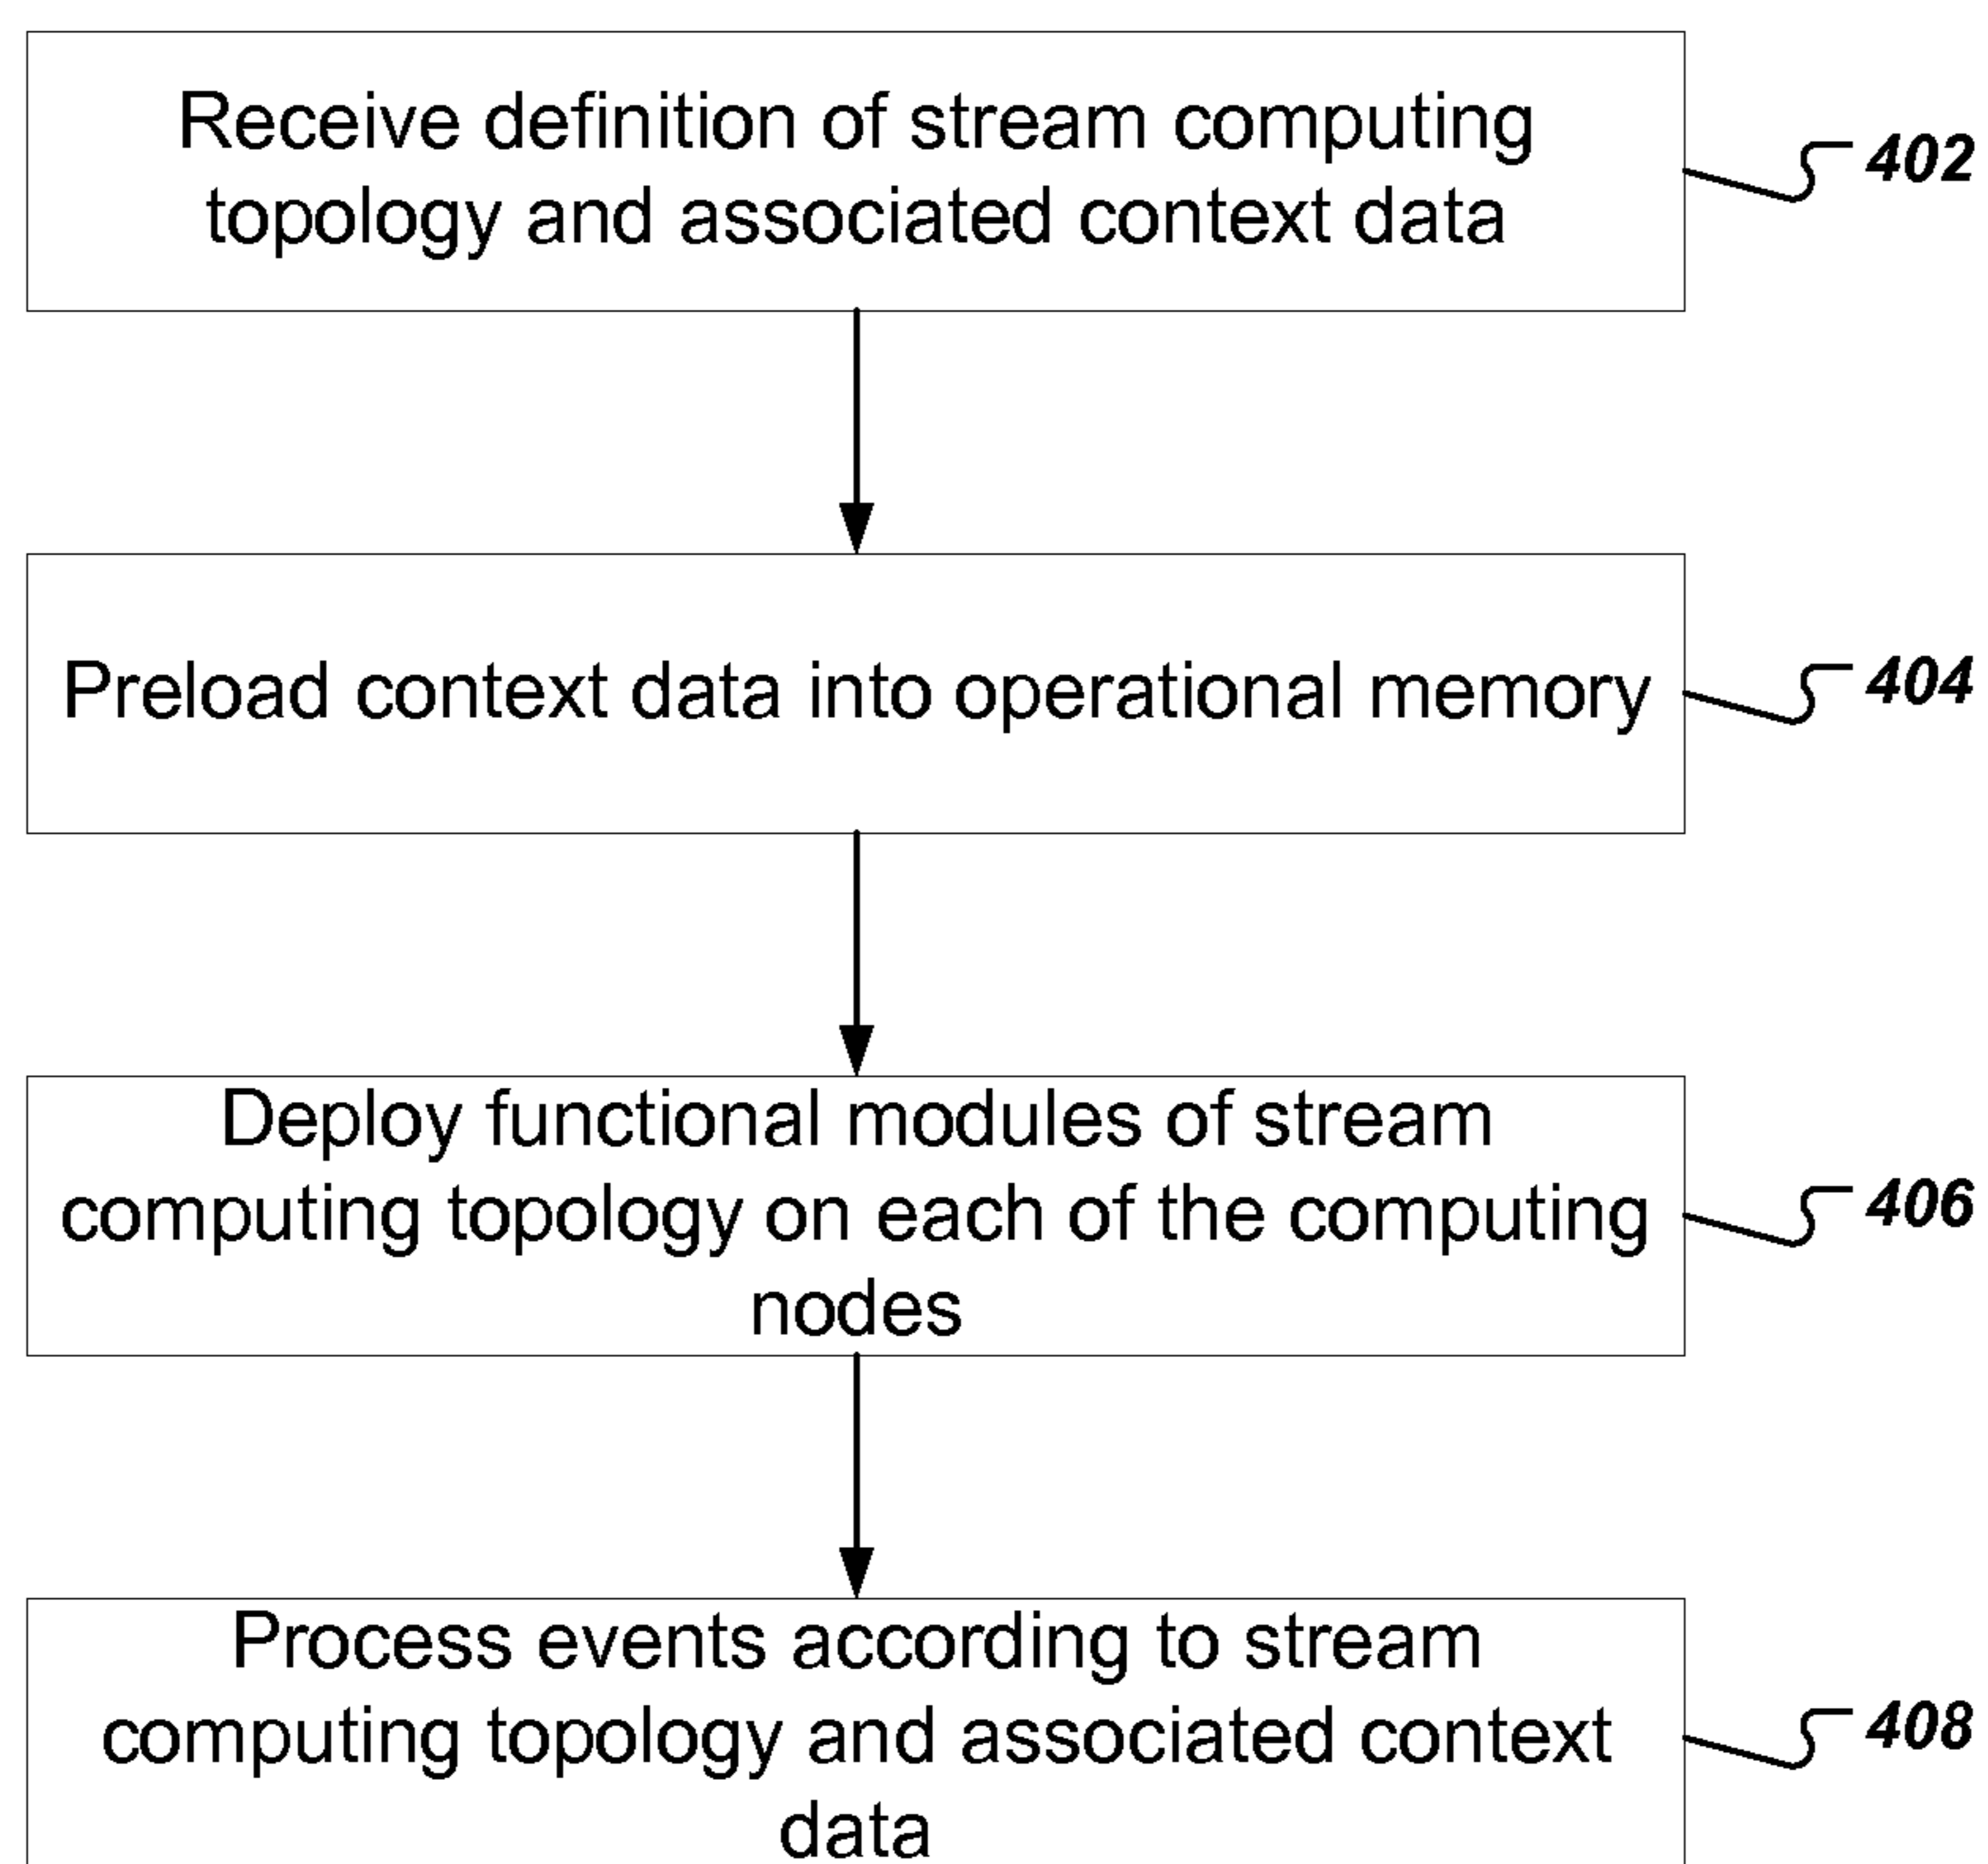 Receive definition of stream computing
topology and associated context data
402
Preload context data into operational memory
404
Deploy functional modules of stream
computing topology on each of the computing
nodes
406
Process events according to stream
computing topology and associated context
data
408